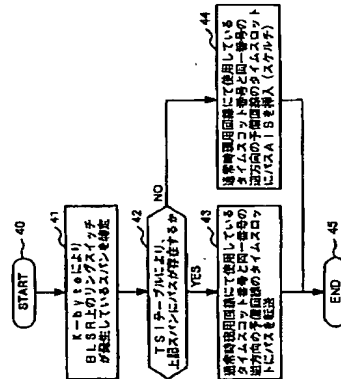 START
40
K-byteにより
BLSR上のリングスイッチ
が発生しているスパンを特定
41
TSIテーブルにより、
上記スパンにパスが存在するか
42
YES
NO
通常時現用回線にて使用している
タイムスロット番号と同一番号の
逆方向の予備回線のタイムスロッ
トにパスを転送
43
通常時現用回線にて使用している
タイムスロット番号と同一番号の
逆方向の予備回線のタイムスロット
にパスAISを挿入(スケルチ)
44
END
45